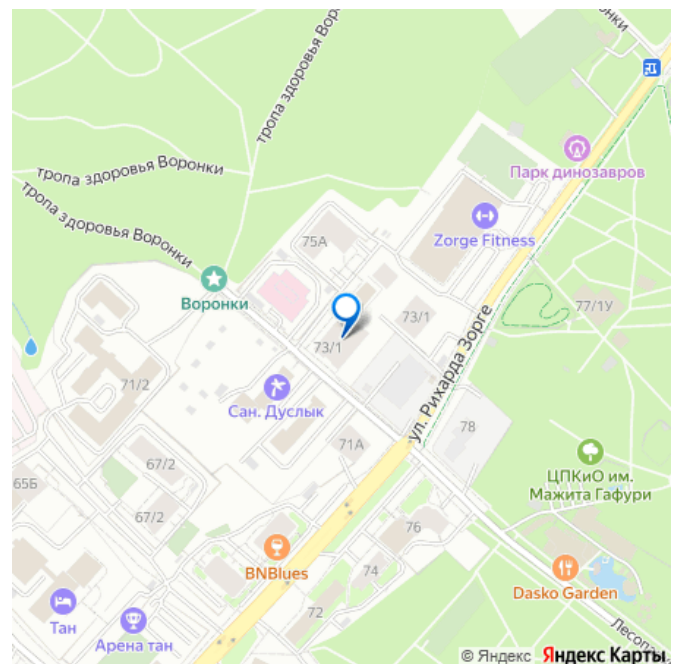 Воронки
тропа здоровья Воронки
тропа здоровья Воронки
тропа здоровья Воронки
Парк динозавров
Zorge Fitness
75А
Воронки
77/1У
73/1
73/1
ул. Рихарда Зорге
71/2
Сан. Дуслык
78
71А
67/2
ЦПКиО им.
Мажита Гафури
65Б
67/2
76
BNBlues
74
Dasko Garden
Тан
72
Арена тан
© Яндекс Яндекс Карты